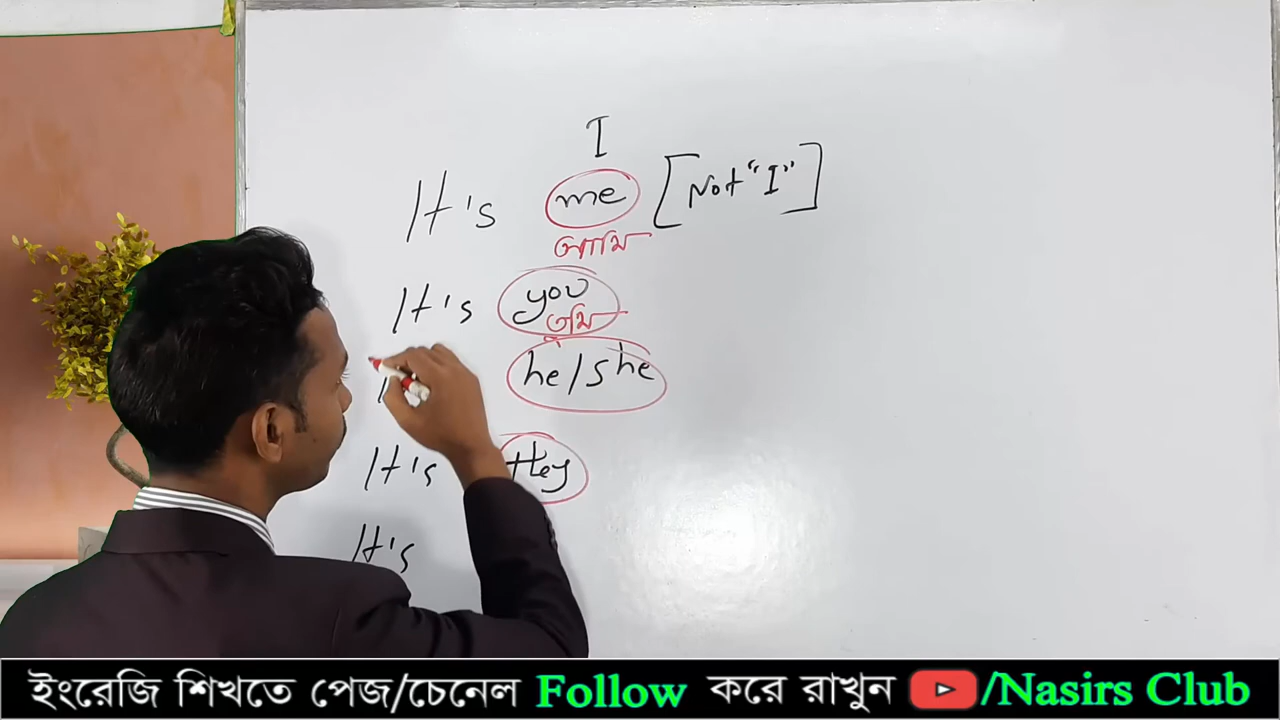 I
It's me [Not "I"]
আমি
It's you
তুমি
he/she
It's they
It's
ইংরেজি শিখতে পেজ/চেনেল Follow করে রাখুন /Nasirs Club